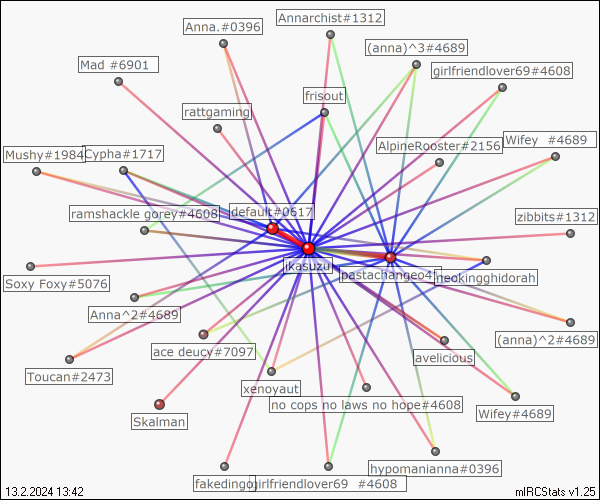 Annarchist#1312
Anna.#0396
(anna)^3#4689
Mad #6901
girlfriendlover69#4608
frisout
rattgaming
Wifey  #4689
AlpineRooster#2156
Mushy#1984
Cypha#1717
ramshackle gorey#4608
default#0617
zibbits#1312
ikasuzu
pastachangeo4
neokingghidorah
Soxy Foxy#5076
Anna^2#4689
(anna)^2#4689
ace deucy#7097
avelicious
Toucan#2473
xenoyaut
no cops no laws no hope#4608
Wifey#4689
Skalman
hypomanianna#0396
fakedingo
girlfriendlover69  #4608
13.2.2024 13:42
mIRCStats v1.25